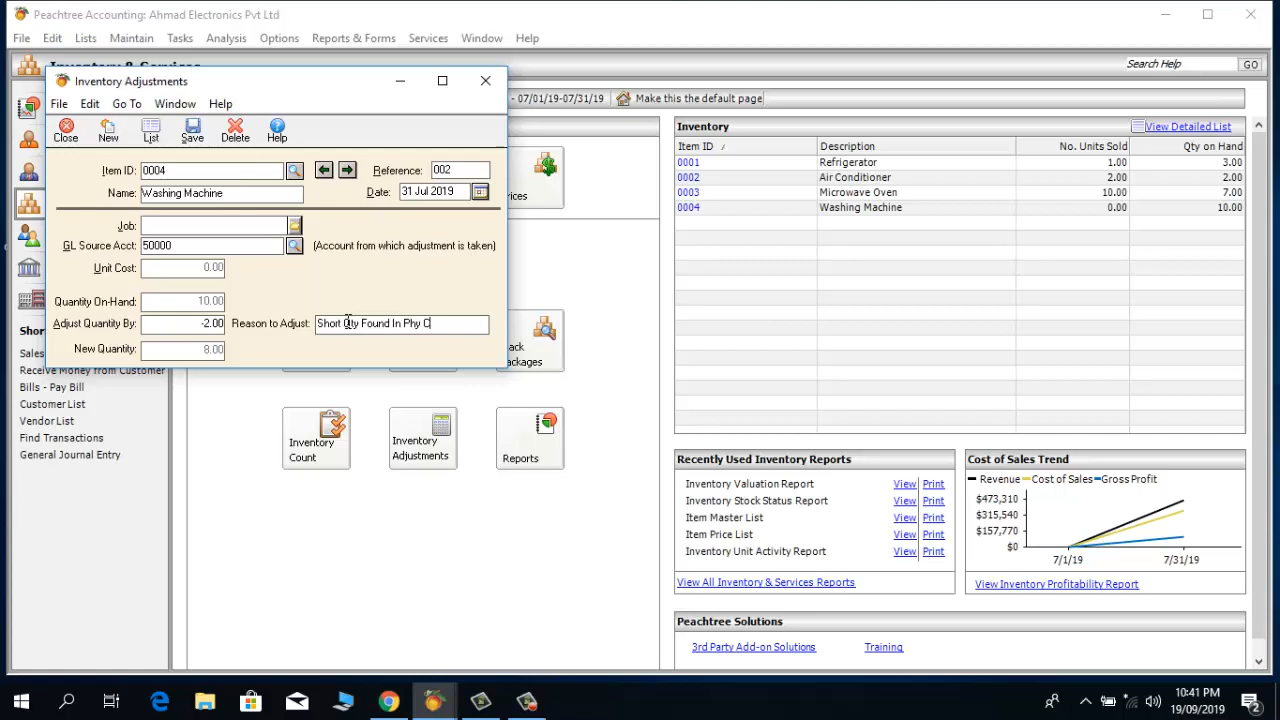 Peachtree Accounting: Ahmad Electronics Pvt Ltd
File Edit Lists Maintain Tasks Analysis Options Reports & Forms Services Window Help
Inventory & Services
Search Help GO
Inventory Adjustments
- 07/01/19-07/31/19 Make this the default page
File Edit Go To Window Help
Close New List Save Delete Help
Item ID: 0004 Reference: 002
Name: Washing Machine Date: 31 Jul 2019
Job:
GL Source Acct: 50000 (Account from which adjustment is taken)
Unit Cost: 0.00
Quantity On-Hand: 10.00
Adjust Quantity By: -2.00 Reason to Adjust: Short Qty Found In Phy C
New Quantity: 8.00
Inventory View Detailed List
Item ID / Description No. Units Sold Qty on Hand
0001 Refrigerator 1.00 3.00
0002 Air Conditioner 2.00 2.00
0003 Microwave Oven 10.00 7.00
0004 Washing Machine 0.00 10.00
Receive Money from Customer
Bills - Pay Bill
Customer List
Vendor List
Find Transactions
General Journal Entry
Inventory Count
Inventory Adjustments
Reports
Recently Used Inventory Reports
Inventory Valuation Report View Print
Inventory Stock Status Report View Print
Item Master List View Print
Item Price List View Print
Inventory Unit Activity Report View Print
View All Inventory & Services Reports
Cost of Sales Trend
Revenue Cost of Sales Gross Profit
$473,310
$315,540
$157,770
$0
7/1/19 7/31/19
View Inventory Profitability Report
Peachtree Solutions
3rd Party Add-on Solutions Training
10:41 PM
19/09/2019
2